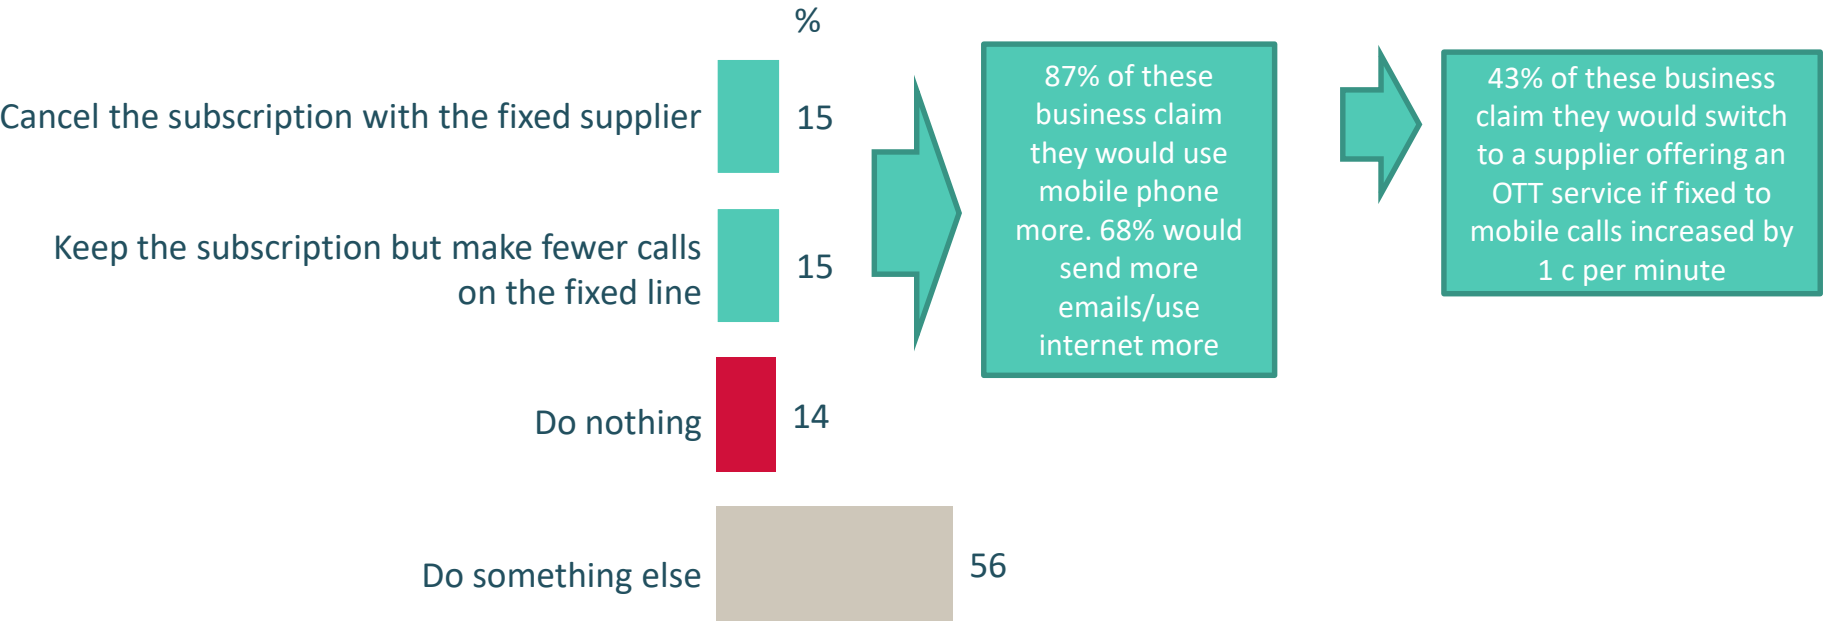 %
Cancel the subscription with the fixed supplier
15
Keep the subscription but make fewer calls
on the fixed line
15
Do nothing
14
Do something else
56
87% of these
business claim
they would use
mobile phone
more. 68% would
send more
emails/use
internet more
43% of these business
claim they would switch
to a supplier offering an
OTT service if fixed to
mobile calls increased by
1 c per minute